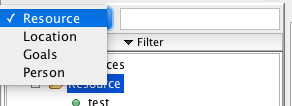 Resource
Location
Goals
Person
Filter
ces
Resource
test